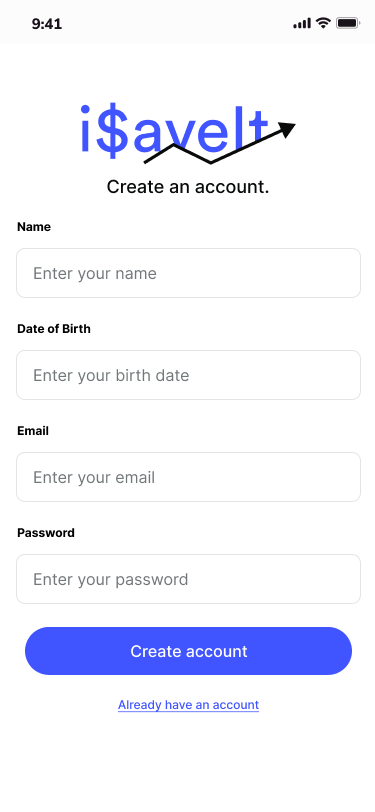 9:41
i$aveIt
Create an account.
Name
Enter your name
Date of Birth
Enter your birth date
Email
Enter your email
Password
Enter your password
Create account
Already have an account